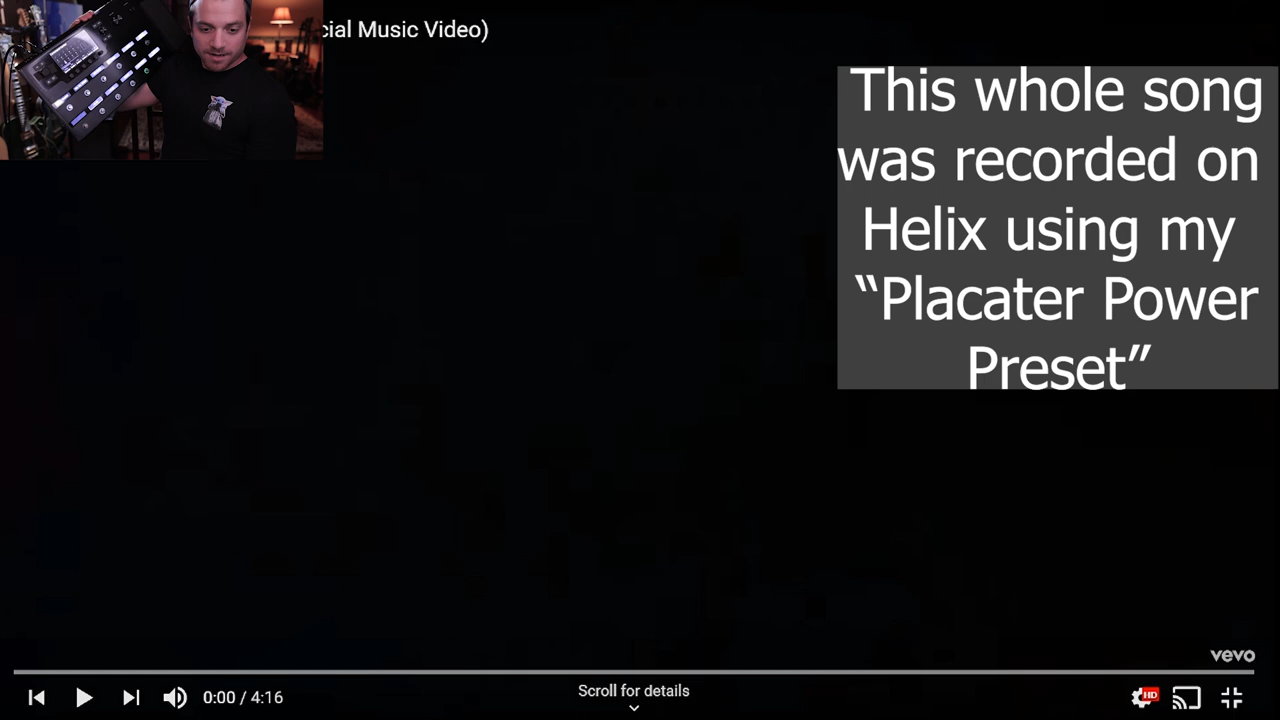 cial Music Video)
This whole song
was recorded on
Helix using my
“Placater Power
Preset”
vevo
0:00 / 4:16
Scroll for details
HD